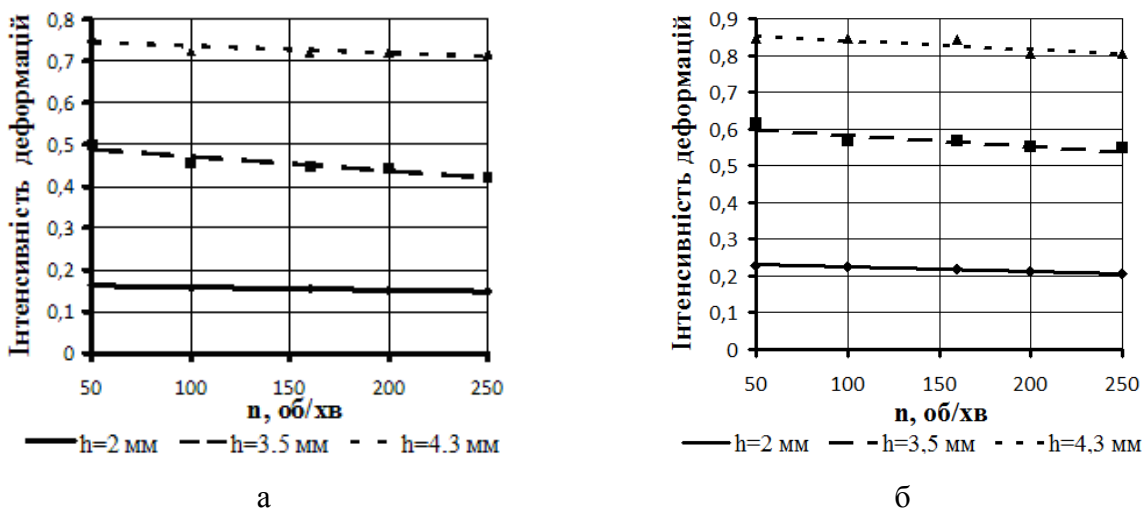 Інтенсивність деформацій
0,8
0,7
0,6
0,5
0,4
0,3
0,2
0,1
0
50 100 150 200 250
n, об/хв
h=2 мм h=3.5 мм h=4.3 мм
а
Інтенсивність деформацій
0,9
0,8
0,7
0,6
0,5
0,4
0,3
0,2
0,1
0
50 100 150 200 250
n, об/хв
h=2 мм h=3,5 мм h=4,3 мм
б